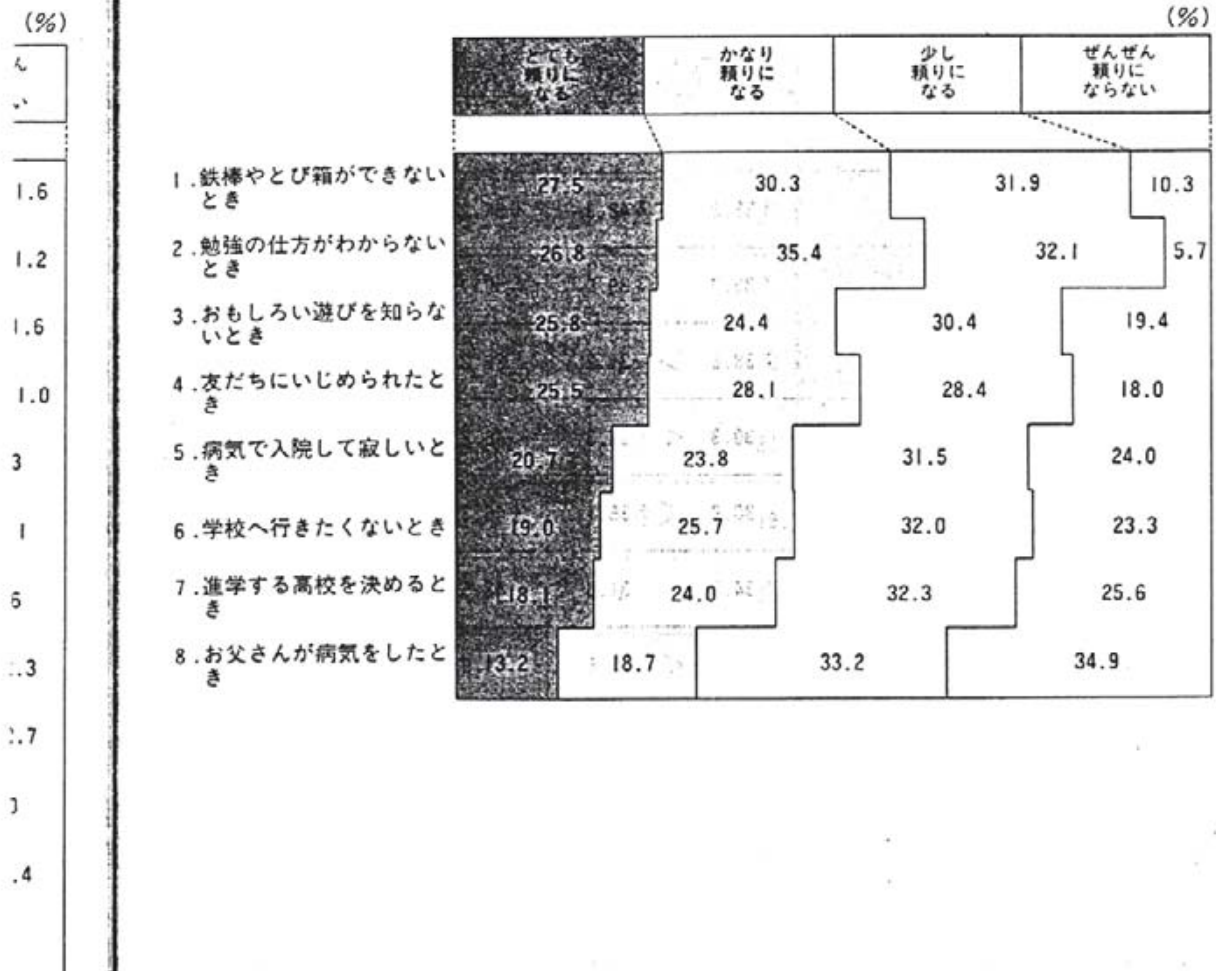 (%)
ん
い
1.6
1.2
1.6
1.0
3
1
6
.3
.7
.4
(%)
とても
頼りに
なる
かなり
頼りに
なる
少し
頼りに
なる
ぜんぜん
頼りに
ならない
1.鉄棒やとび箱ができない
とき
27.5 30.3 31.9 10.3
2.勉強の仕方がわからない
とき
26.8 35.4 32.1 5.7
3.おもしろい遊びを知らな
いとき
25.8 24.4 30.4 19.4
4.友だちにいじめられたと
き
25.5 28.1 28.4 18.0
5.病気で入院して寂しいと
き
20.7 23.8 31.5 24.0
6.学校へ行きたくないとき
19.0 25.7 32.0 23.3
7.進学する高校を決めると
き
18.1 24.0 32.3 25.6
8.お父さんが病気をしたと
き
13.2 18.7 33.2 34.9